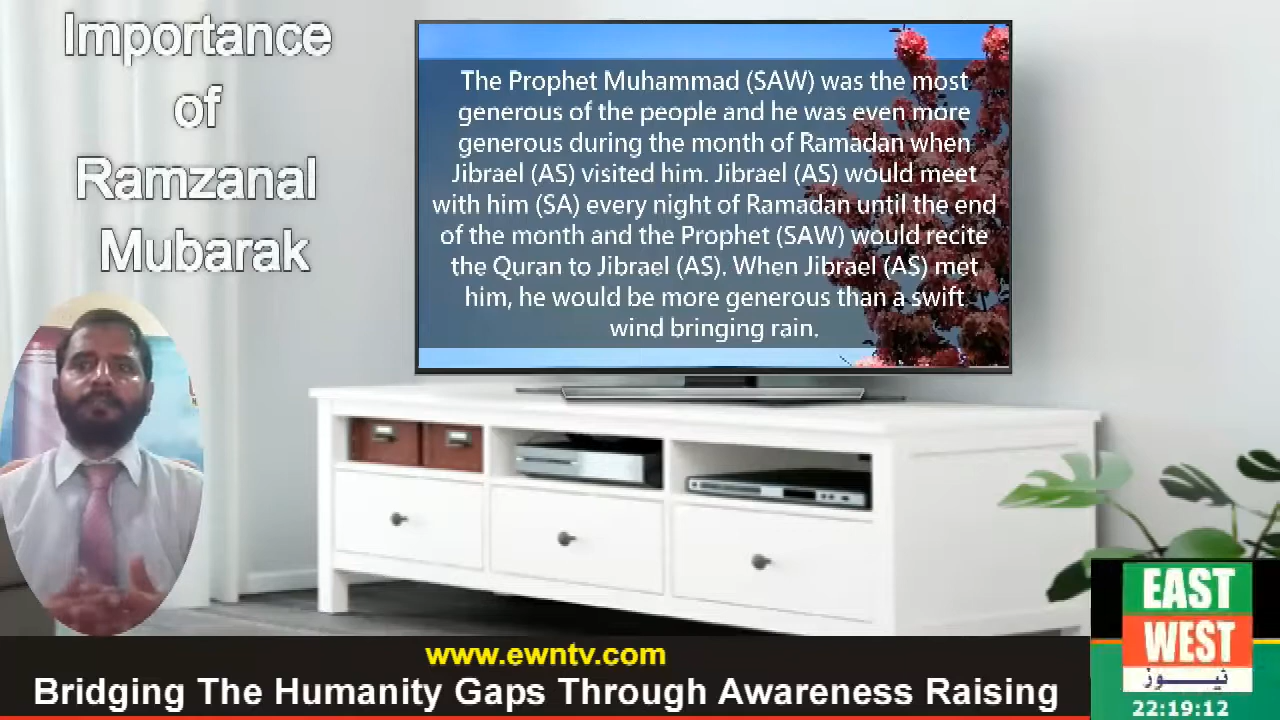 Importance
of
Ramzanal
Mubarak
The Prophet Muhammad (SAW) was the most
generous of the people and he was even more
generous during the month of Ramadan when
Jibrael (AS) visited him. Jibrael (AS) would meet
with him (SA) every night of Ramadan until the end
of the month and the Prophet (SAW) would recite
the Quran to Jibrael (AS). When Jibrael (AS) met
him, he would be more generous than a swift
wind bringing rain.
www.ewntv.com
Bridging The Humanity Gaps Through Awareness Raising
EAST
WEST
نیوز
22:19:12